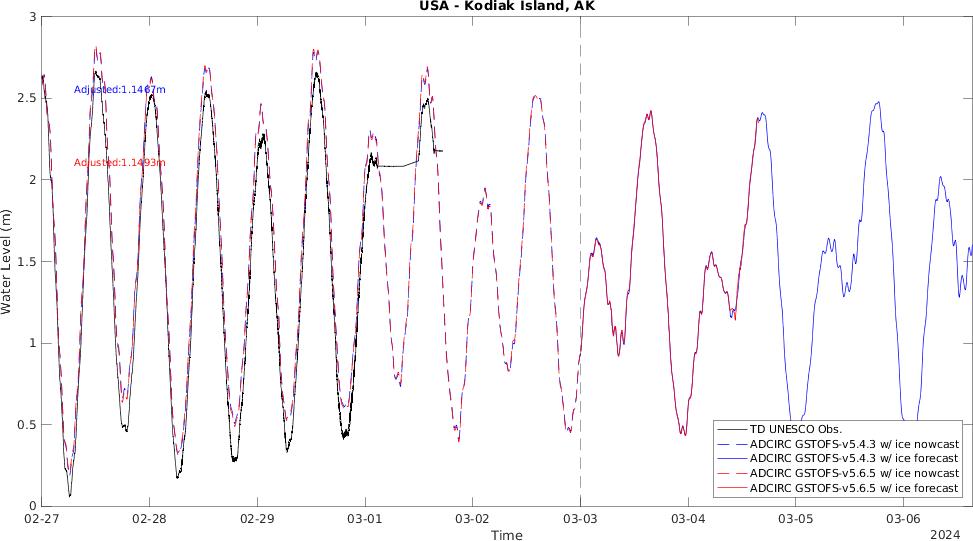 USA - Kodiak Island, AK
3
2.5
2
1.5
1
0.5
0
Water Level (m)
Adjusted:1.1487m
Adjusted:1.1493m
TD UNESCO Obs.
ADCIRC GSTOFS-v5.4.3 w/ ice nowcast
ADCIRC GSTOFS-v5.4.3 w/ ice forecast
ADCIRC GSTOFS-v5.6.5 w/ ice nowcast
ADCIRC GSTOFS-v5.6.5 w/ ice forecast
02-27 02-28 02-29 03-01 03-02 03-03 03-04 03-05 03-06
Time
2024